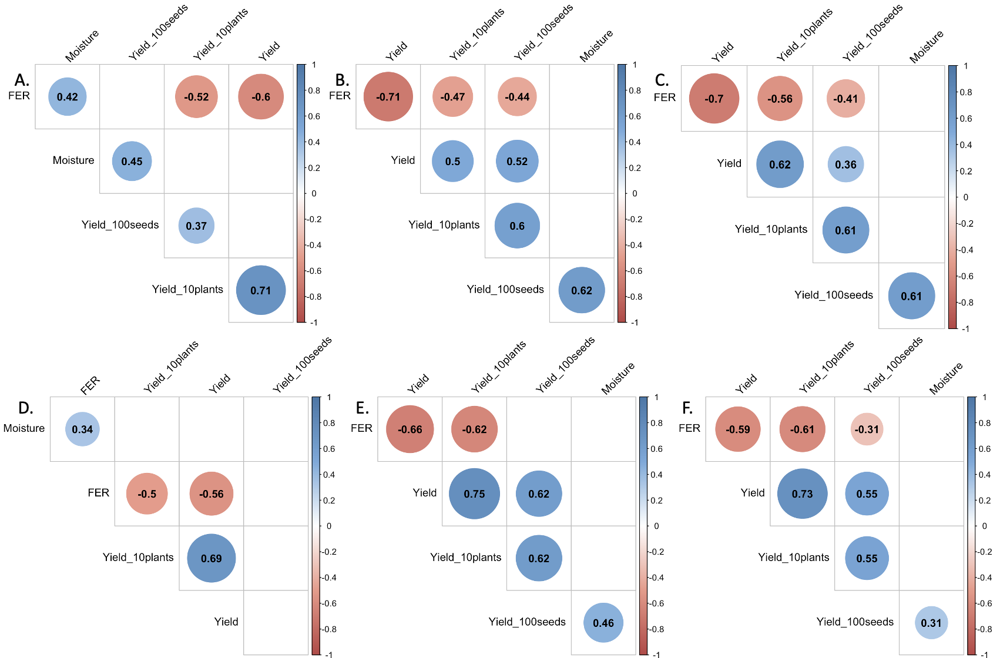 A.
Moisture Yield_100seeds Yield_10plants Yield
FER 0.42 -0.52 -0.6
Moisture 0.45
Yield_100seeds 0.37
Yield_10plants 0.71
1
0.8
0.6
0.4
0.2
0
-0.2
-0.4
-0.6
-0.8
-1
B.
Yield Yield_10plants Yield_100seeds Moisture
FER -0.71 -0.47 -0.44
Yield 0.5 0.52
Yield_10plants 0.6
Yield_100seeds 0.62
1
0.8
0.6
0.4
0.2
0
-0.2
-0.4
-0.6
-0.8
-1
C.
Yield Yield_10plants Yield_100seeds Moisture
FER -0.7 -0.56 -0.41
Yield 0.62 0.36
Yield_10plants 0.61
Yield_100seeds 0.61
1
0.8
0.6
0.4
0.2
0
-0.2
-0.4
-0.6
-0.8
-1
D.
FER Yield_10plants Yield Yield_100seeds
Moisture 0.34
FER -0.5 -0.56
Yield_10plants 0.69
Yield
1
0.8
0.6
0.4
0.2
0
-0.2
-0.4
-0.6
-0.8
-1
E.
Yield Yield_10plants Yield_100seeds Moisture
FER -0.66 -0.62
Yield 0.75 0.62
Yield_10plants 0.62
Yield_100seeds 0.46
1
0.8
0.6
0.4
0.2
0
-0.2
-0.4
-0.6
-0.8
-1
F.
Yield Yield_10plants Yield_100seeds Moisture
FER -0.59 -0.61 -0.31
Yield 0.73 0.55
Yield_10plants 0.55
Yield_100seeds 0.31
1
0.8
0.6
0.4
0.2
0
-0.2
-0.4
-0.6
-0.8
-1